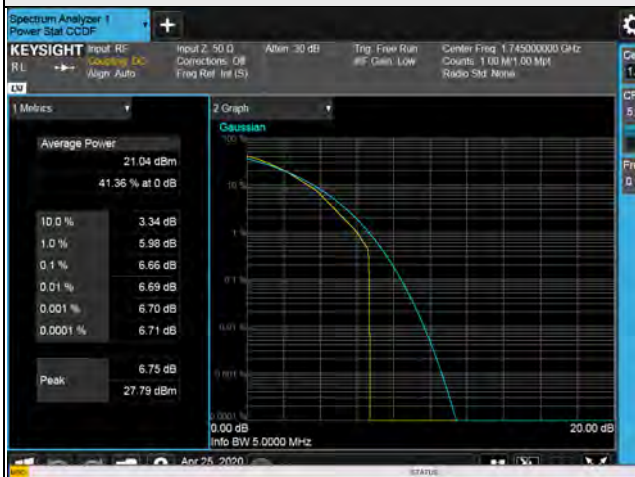 Spectrum Analyzer 1
Power Stat CCDF
+
KEYSIGHT Input: RF Input Z: 50 Ω Atten: 30 dB Trig: Free Run Center Freq: 1.745000000 GHz
RL Coupling: DC Corrections: Off #IF Gain: Low Counts: 1.00 M/1.00 Mpt
Align: Auto Freq Ref: Int (S) Radio Std: None
1 Metrics
2 Graph
Average Power
21.04 dBm
41.36 % at 0 dB
10.0 % 3.34 dB
1.0 % 5.98 dB
0.1 % 6.66 dB
0.01 % 6.69 dB
0.001 % 6.70 dB
0.0001 % 6.71 dB
Peak
6.75 dB
27.79 dBm
Gaussian
100 %
10 %
1 %
0.1 %
0.01 %
0.001 %
0.0001 %
0.00 dB 20.00 dB
Info BW 5.0000 MHz
Apr 25, 2020
STATUS